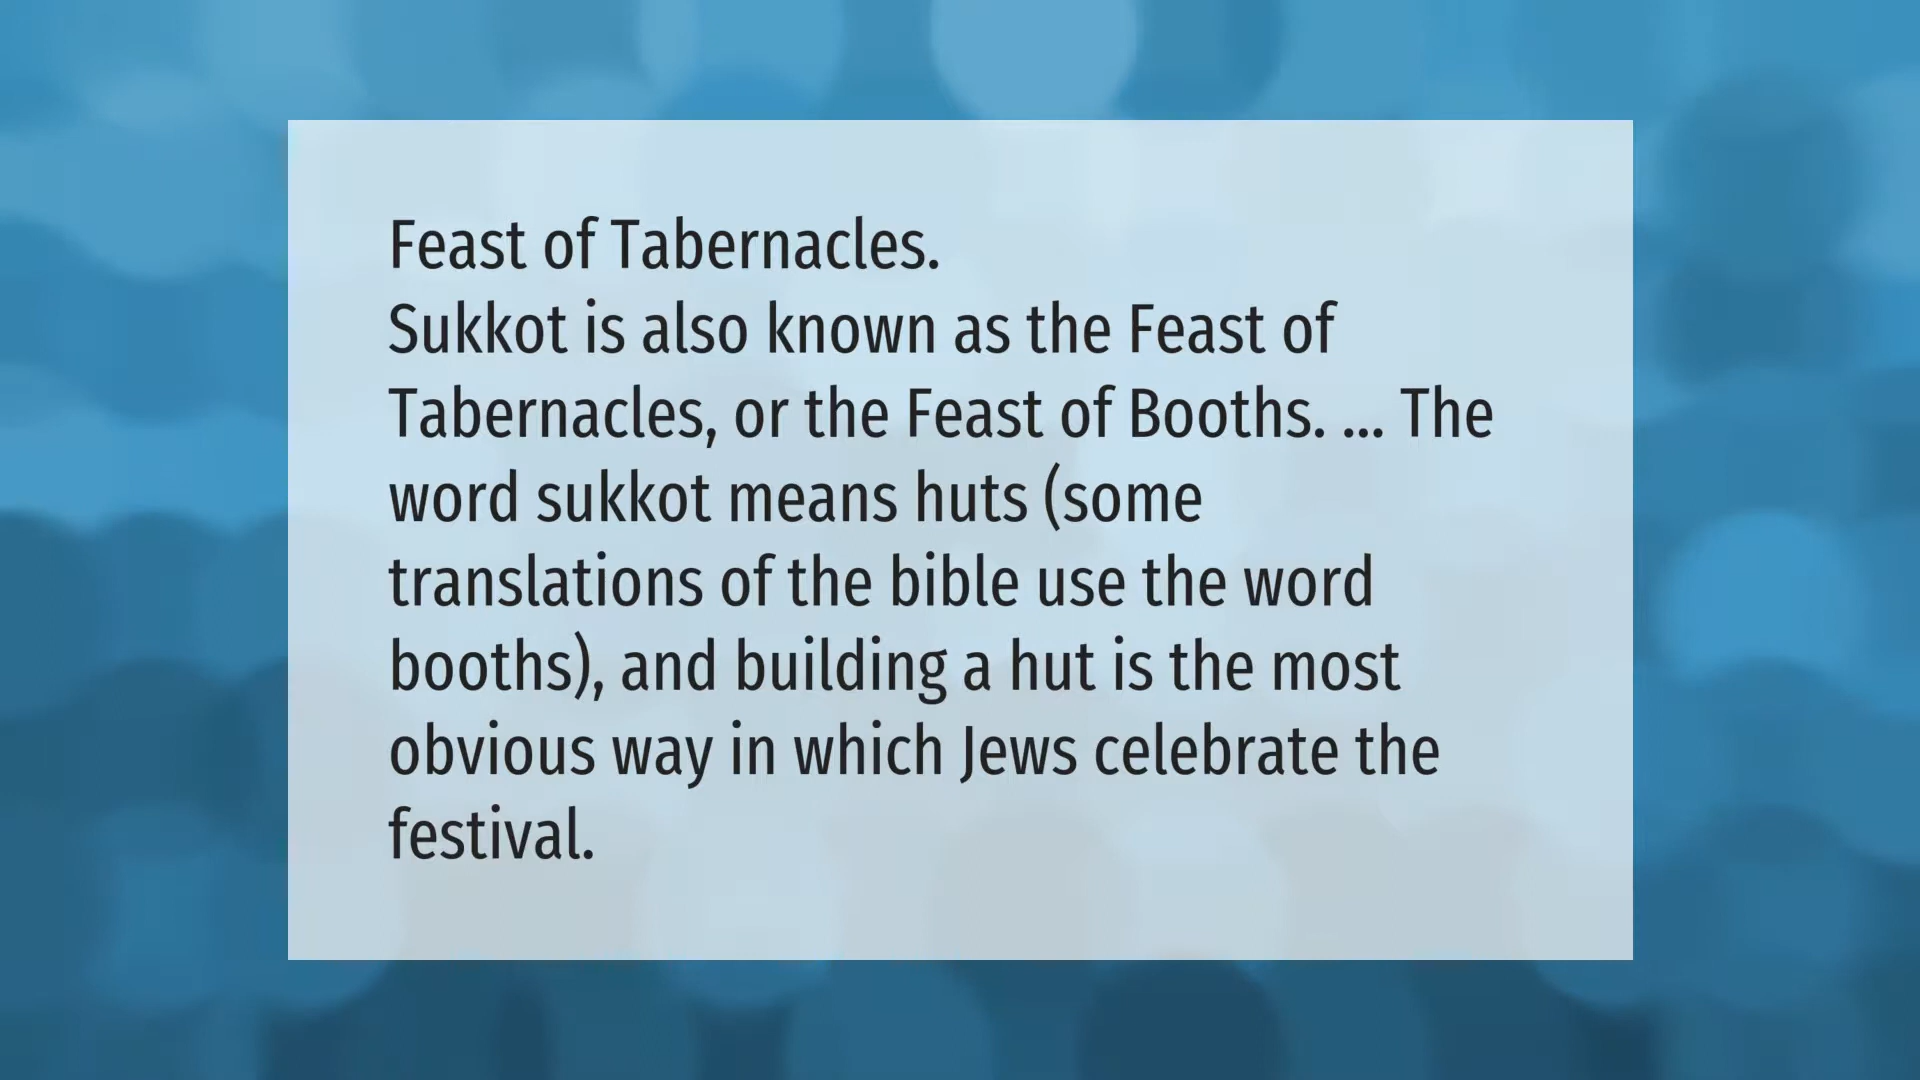 Feast of Tabernacles.
Sukkot is also known as the Feast of
Tabernacles, or the Feast of Booths. ... The
word sukkot means huts (some
translations of the bible use the word
booths), and building a hut is the most
obvious way in which Jews celebrate the
festival.